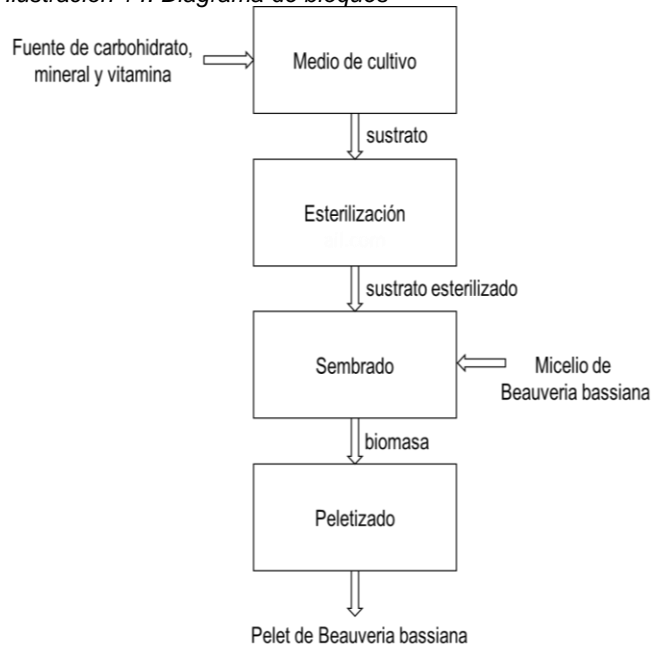 Diagrama de bloques
Fuente de carbohidrato,
mineral y vitamina
Medio de cultivo
sustrato
Esterilización
sustrato esterilizado
Sembrado
Micelio de
Beauveria bassiana
biomasa
Peletizado
Pelet de Beauveria bassiana